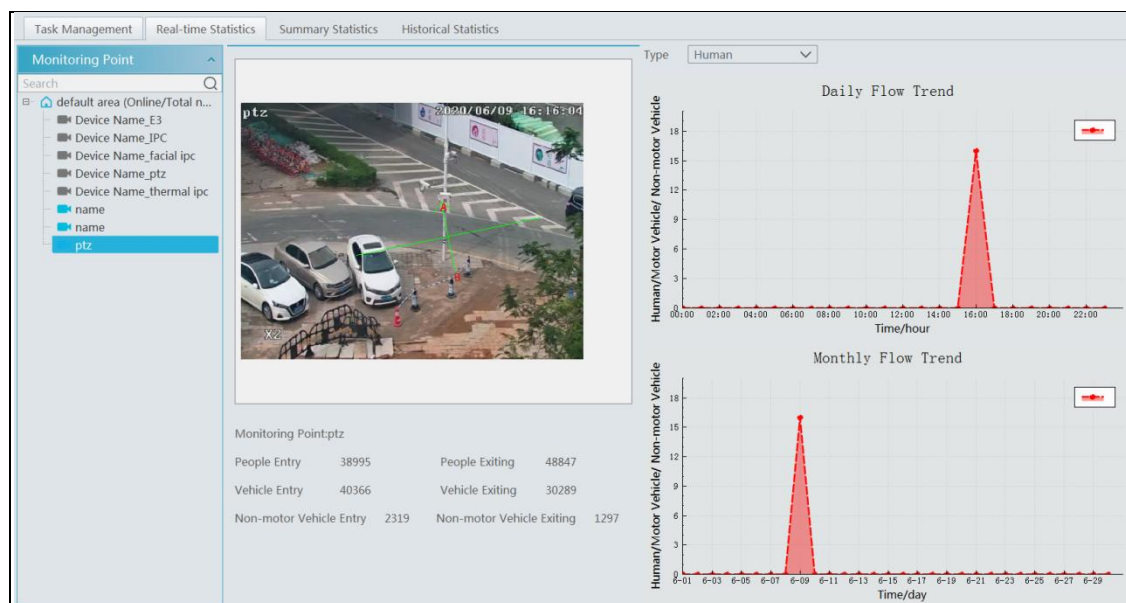 Task Management Real-time Statistics Summary Statistics Historical Statistics
Monitoring Point
Search
default area (Online/Total n...
Device Name_E3
Device Name_IPC
Device Name_facial ipc
Device Name_ptz
Device Name_thermal ipc
name
name
ptz
ptz 2020/06/09 16:16:04
A
B
X2
Monitoring Point:ptz
People Entry 38995 People Exiting 48847
Vehicle Entry 40366 Vehicle Exiting 30289
Non-motor Vehicle Entry 2319 Non-motor Vehicle Exiting 1297
Type Human
Daily Flow Trend
Human/Motor Vehicle/ Non-motor Vehicle
18
15
12
9
6
3
0
00:00 02:00 04:00 06:00 08:00 10:00 12:00 14:00 16:00 18:00 20:00 22:00
Time/hour
Monthly Flow Trend
Human/Motor Vehicle/ Non-motor Vehicle
18
15
12
9
6
3
0
6-01 6-03 6-05 6-07 6-09 6-11 6-13 6-15 6-17 6-19 6-21 6-23 6-25 6-27 6-29
Time/day